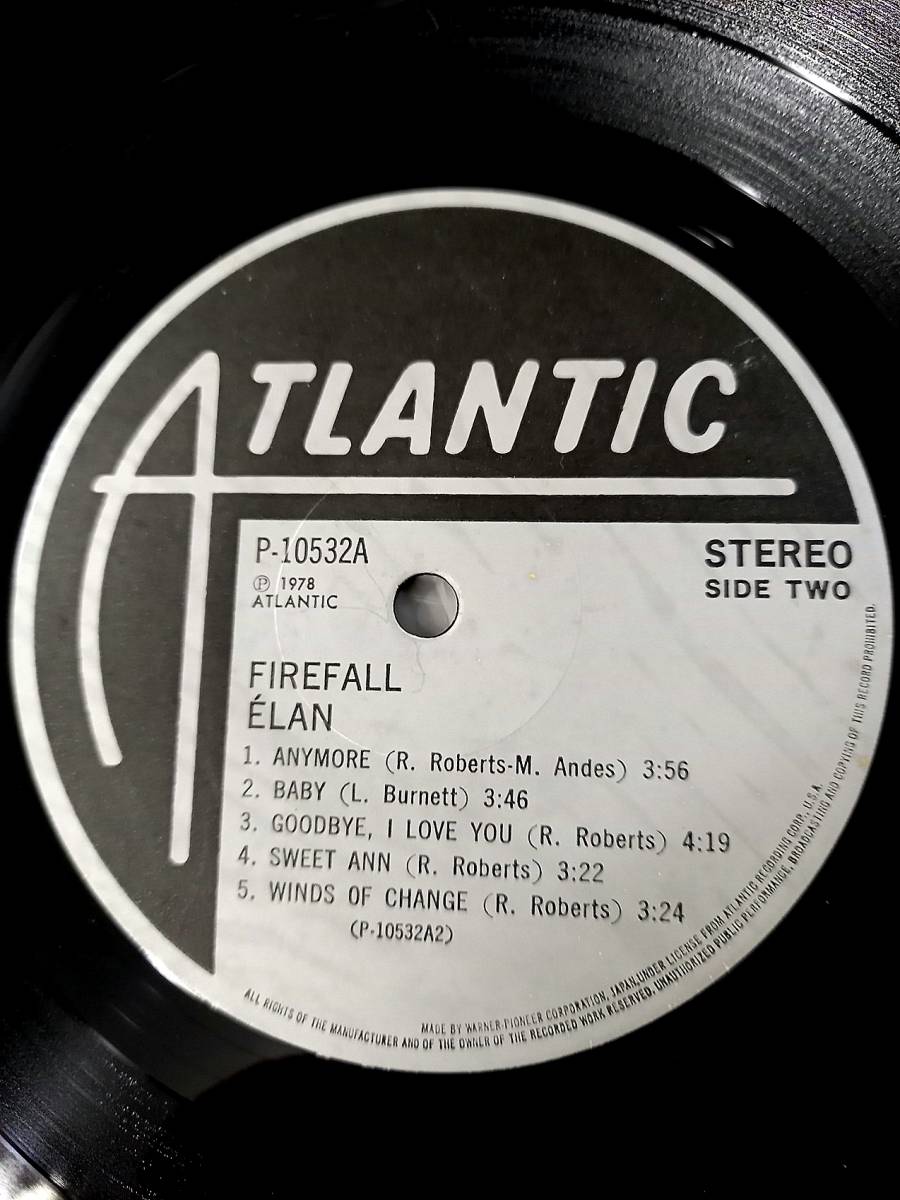 ATLANTIC
P-10532A
STEREO
℗ 1978
SIDE TWO
ATLANTIC
FIREFALL
ÉLAN
1. ANYMORE (R. Roberts-M. Andes) 3:56
2. BABY (L. Burnett) 3:46
3. GOODBYE, I LOVE YOU (R. Roberts) 4:19
4. SWEET ANN (R. Roberts) 3:22
5. WINDS OF CHANGE (R. Roberts) 3:24
(P-10532A2)
MADE BY WARNER-PIONEER CORPORATION, JAPAN,UNDER LICENSE FROM ATLANTIC RECORDING CORP., U.S.A.
ALL RIGHTS OF THE MANUFACTURER AND OF THE OWNER OF THE RECORDED WORK RESERVED. UNAUTHORIZED PUBLIC PERFORMANCE, BROADCASTING AND COPYING OF THIS RECORD PROHIBITED.